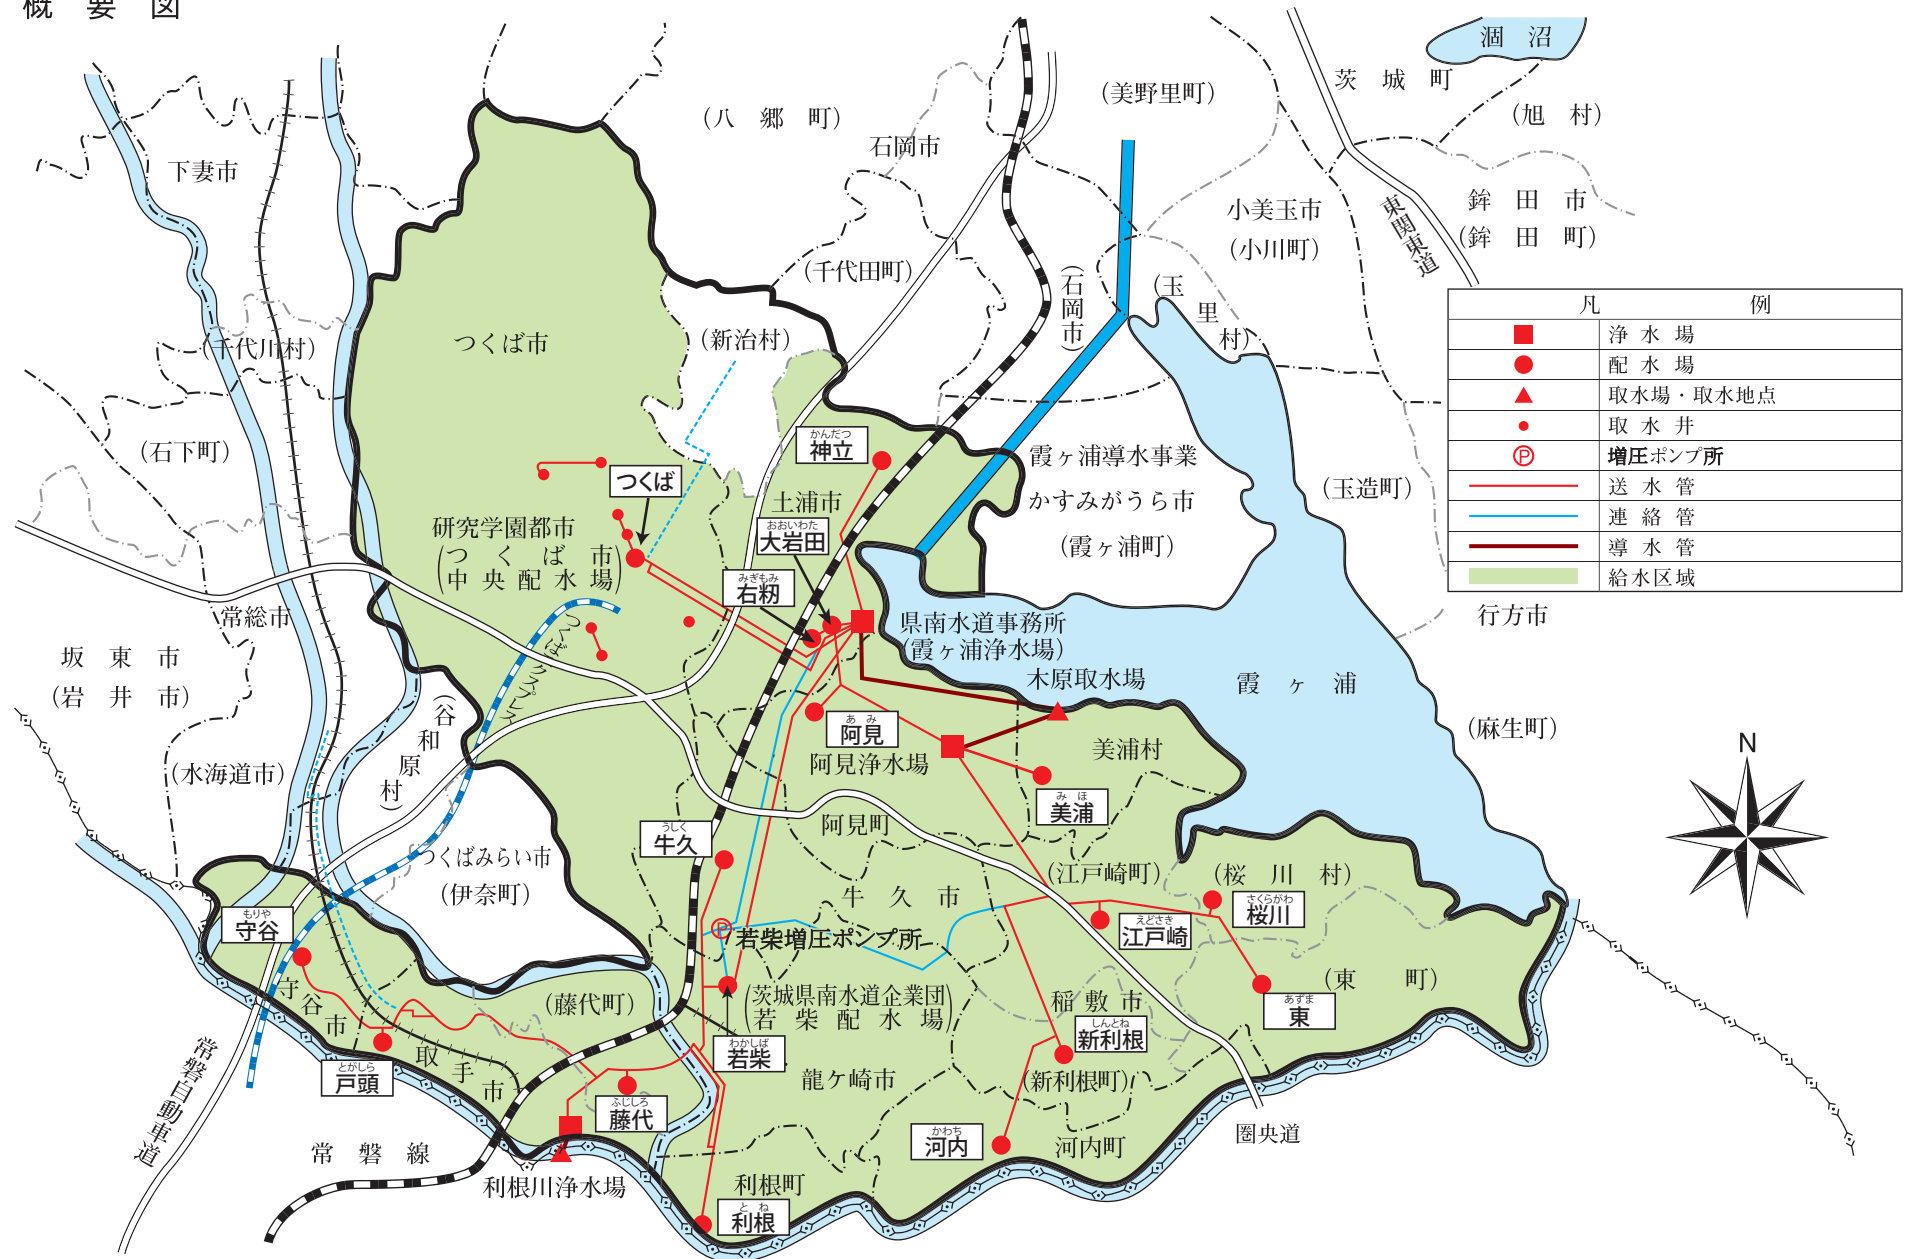 概要図
涸沼
茨城町
(旭村)
(美野里町)
(八郷町)
石岡市
下妻市
鉾田市
(鉾田町)
東関東道
小美玉市
(小川町)
(千代田町)
(石岡市)
(玉里村)
凡例
浄水場
配水場
取水場・取水地点
取水井
Ⓟ 増圧ポンプ所
送水管
連絡管
導水管
給水区域
つくば市
(新治村)
(千代川村)
(石下町)
かんだつ
神立
霞ヶ浦導水事業
かすみがうら市
(霞ヶ浦町)
(玉造町)
つくば
土浦市
おおいわた
大岩田
研究学園都市
(つくば市
中央配水場)
みぎもみ
右籾
常総市
つくばエクスプレス
県南水道事務所
(霞ヶ浦浄水場)
行方市
坂東市
(岩井市)
木原取水場
霞ヶ浦
(谷和原村)
あみ
阿見
阿見浄水場
美浦村
(麻生町)
(水海道市)
N
みほ
美浦
阿見町
うしく
牛久
つくばみらい市
(伊奈町)
牛久市
(江戸崎町)
(桜川村)
さくらがわ
桜川
もりや
守谷
Ⓟ
若柴増圧ポンプ所
えどさき
江戸崎
(東町)
あずま
東
守谷市
(藤代町)
(茨城県南水道企業団
若柴配水場)
稲敷市
しんとね
新利根
わかしば
若柴
とがしら
戸頭
取手市
龍ケ崎市
(新利根町)
ふじしろ
藤代
常磐自動車道
かわち
河内
河内町
圏央道
常磐線
利根川浄水場
利根町
とね
利根